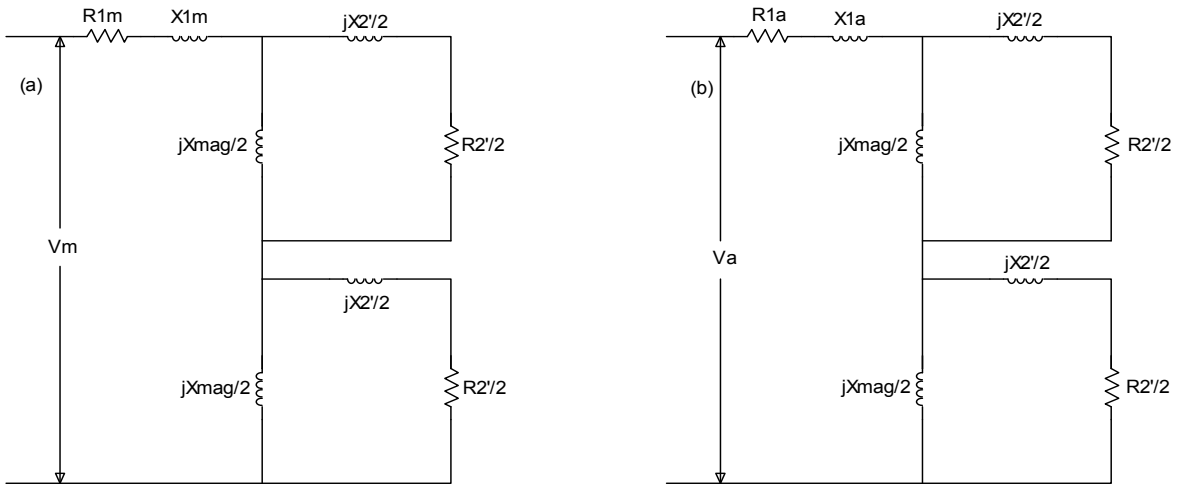 R1m X1m jX2'/2
(a)
jXmag/2 R2'/2
Vm
jX2'/2
jXmag/2 R2'/2
R1a X1a jX2'/2
(b)
jXmag/2 R2'/2
Va
jX2'/2
jXmag/2 R2'/2